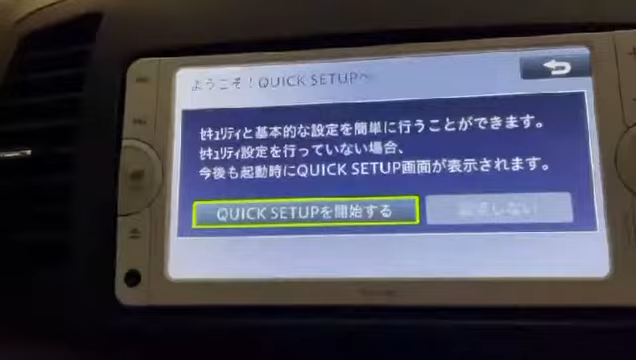 ようこそ！QUICK SETUPへ
ｾｷｭﾘﾃｨと基本的な設定を簡単に行うことができます。
ｾｷｭﾘﾃｨ設定を行っていない場合、
今後も起動時にQUICK SETUP画面が表示されます。
QUICK SETUPを開始する